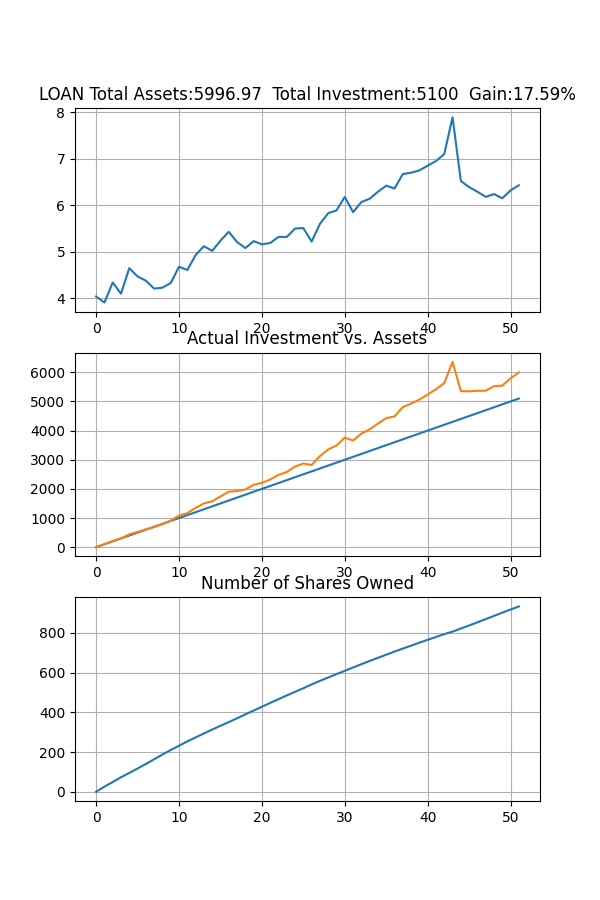 LOAN Total Assets:5996.97  Total Investment:5100  Gain:17.59%
8
7
6
5
4
0 10 20 30 40 50
Actual Investment vs. Assets
6000
5000
4000
3000
2000
1000
0
0 10 20 30 40 50
Number of Shares Owned
800
600
400
200
0
0 10 20 30 40 50